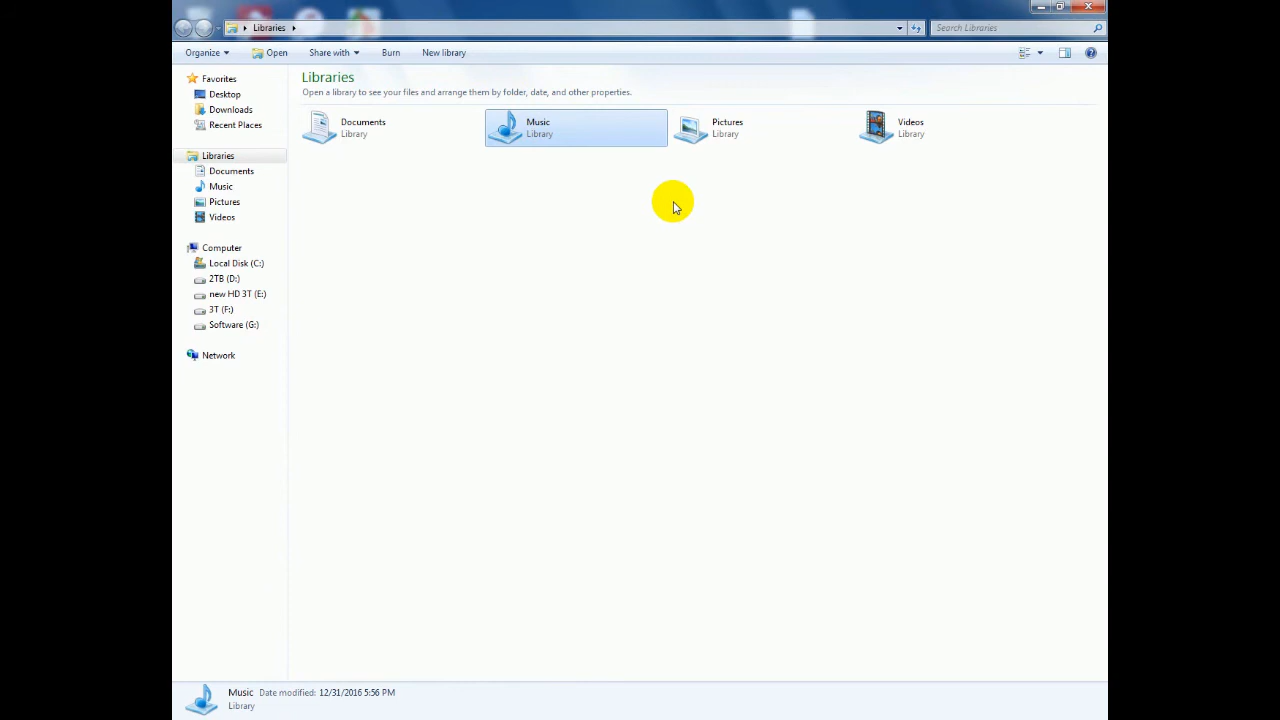 Libraries
Search Libraries
Organize Open Share with Burn New library
Favorites
Desktop
Downloads
Recent Places
Libraries
Documents
Music
Pictures
Videos
Computer
Local Disk (C:)
2TB (D:)
new HD 3T (E:)
3T (F:)
Software (G:)
Network
Libraries
Open a library to see your files and arrange them by folder, date, and other properties.
Documents
Library
Music
Library
Pictures
Library
Videos
Library
Music Date modified: 12/31/2016 5:56 PM
Library